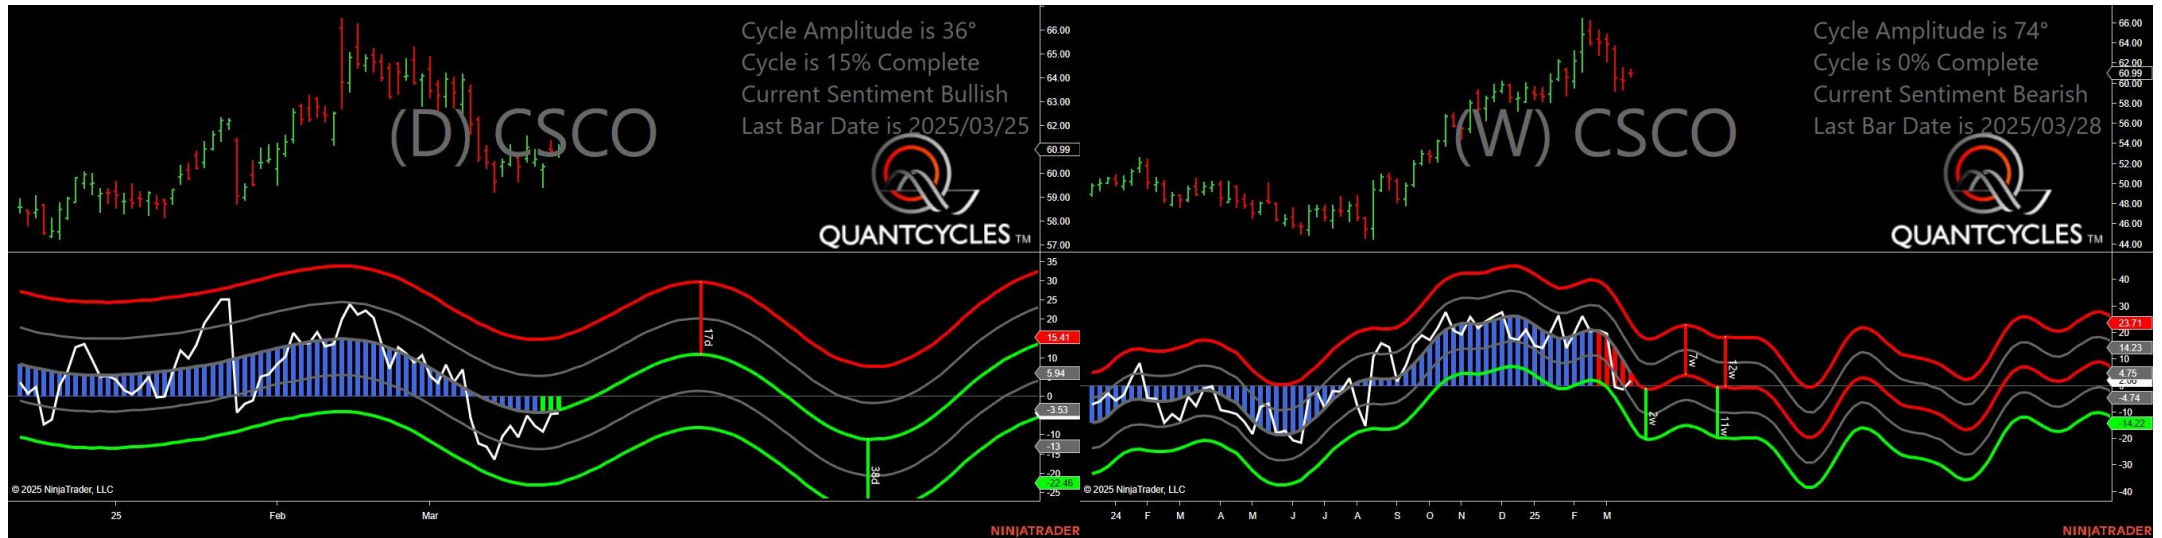 Cycle Amplitude is 36°
Cycle is 15% Complete
Current Sentiment Bullish
Last Bar Date is 2025/03/25
(D) CSCO
QUANTCYCLES TM
66.00
65.00
64.00
63.00
62.00
60.99
60.00
59.00
58.00
57.00
35
30
25
20
15.41
10
5.94
0
-3.53
-10
-13
-15
-20
-22.46
-25
17d
38d
© 2025 NinjaTrader, LLC
25 Feb Mar
NINJATRADER
Cycle Amplitude is 74°
Cycle is 0% Complete
Current Sentiment Bearish
Last Bar Date is 2025/03/28
(W) CSCO
QUANTCYCLES TM
66.00
64.00
62.00
60.99
60.00
58.00
56.00
54.00
52.00
50.00
48.00
46.00
44.00
40
30
23.71
20
14.23
10
4.75
-4.74
-10
-14.22
-20
-30
-40
7w
12w
2w
11w
© 2025 NinjaTrader, LLC
24 F M A M J J A S O N D 25 F M
NINJATRADER